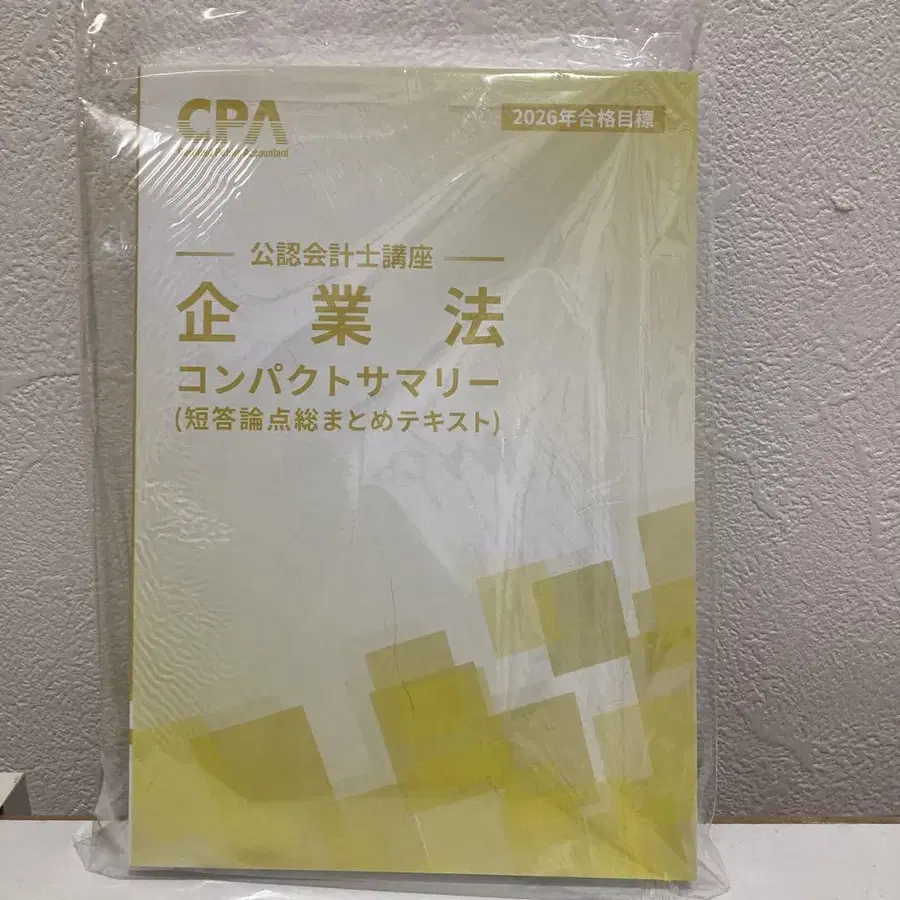 CPA
2026年合格目標
公認会計士講座
企業法
コンパクトサマリー
(短答論点総まとめテキスト)